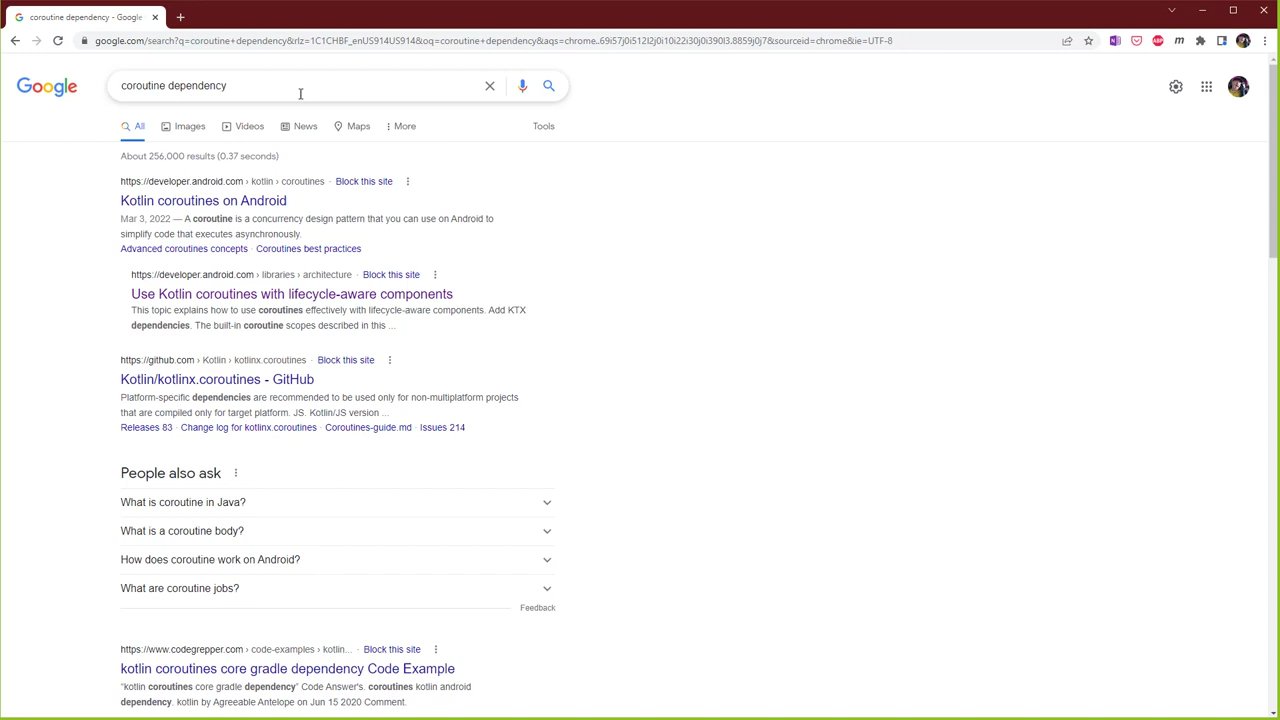 coroutine dependency - Google
google.com/search?q=coroutine+dependency&rlz=1C1CHBF_enUS914US914&oq=coroutine+dependency&aqs=chrome..69i57j0i512l2j0i10i22i30j0i390l3.8859j0j7&sourceid=chrome&ie=UTF-8
Google
coroutine dependency
All Images Videos News Maps More Tools
About 256,000 results (0.37 seconds)
https://developer.android.com › kotlin › coroutines · Block this site
Kotlin coroutines on Android
Mar 3, 2022 — A coroutine is a concurrency design pattern that you can use on Android to
simplify code that executes asynchronously.
Advanced coroutines concepts · Coroutines best practices
https://developer.android.com › libraries › architecture · Block this site
Use Kotlin coroutines with lifecycle-aware components
This topic explains how to use coroutines effectively with lifecycle-aware components. Add KTX
dependencies. The built-in coroutine scopes described in this ...
https://github.com › Kotlin › kotlinx.coroutines · Block this site
Kotlin/kotlinx.coroutines - GitHub
Platform-specific dependencies are recommended to be used only for non-multiplatform projects
that are compiled only for target platform. JS. Kotlin/JS version ...
Releases 83 · Change log for kotlinx.coroutines · Coroutines-guide.md · Issues 214
People also ask
What is coroutine in Java?
What is a coroutine body?
How does coroutine work on Android?
What are coroutine jobs?
Feedback
https://www.codegrepper.com › code-examples › kotlin... · Block this site
kotlin coroutines core gradle dependency Code Example
“kotlin coroutines core gradle dependency” Code Answer's. coroutines kotlin android
dependency. kotlin by Agreeable Antelope on Jun 15 2020 Comment.